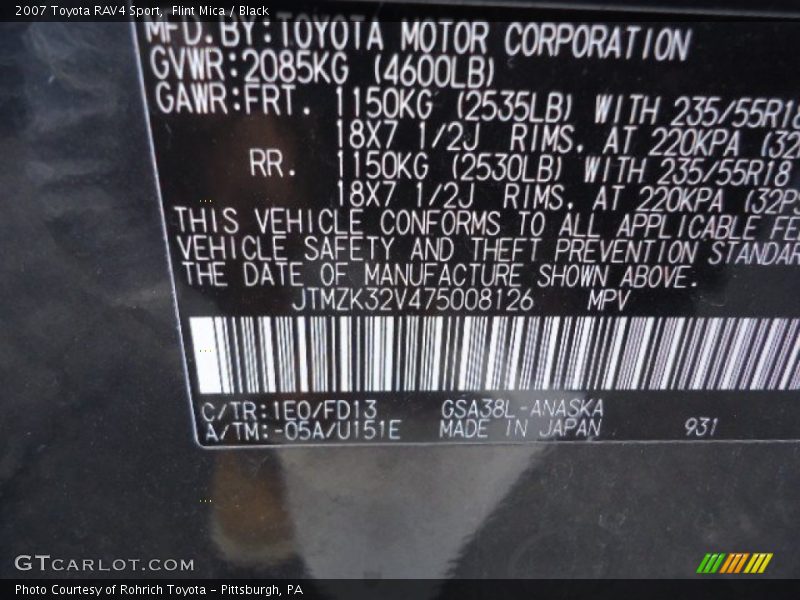 2007 Toyota RAV4 Sport,  Flint Mica / Black
MFD. BY: TOYOTA MOTOR CORPORATION
GVWR: 2085KG (4600LB)
GAWR: FRT. 1150KG (2535LB) WITH 235/55R18
18X7 1/2J RIMS. AT 220KPA (32
RR. 1150KG (2530LB) WITH 235/55R18
18X7 1/2J RIMS. AT 220KPA (32PS
THIS VEHICLE CONFORMS TO ALL APPLICABLE FE
VEHICLE SAFETY AND THEFT PREVENTION STANDAR
THE DATE OF MANUFACTURE SHOWN ABOVE.
JTMZK32V475008126 MPV
C/TR: 1E0/FD13 GSA38L-ANASKA
A/TM: -05A/U151E MADE IN JAPAN 931
GTCARLOT.COM
Photo Courtesy of Rohrich Toyota - Pittsburgh, PA